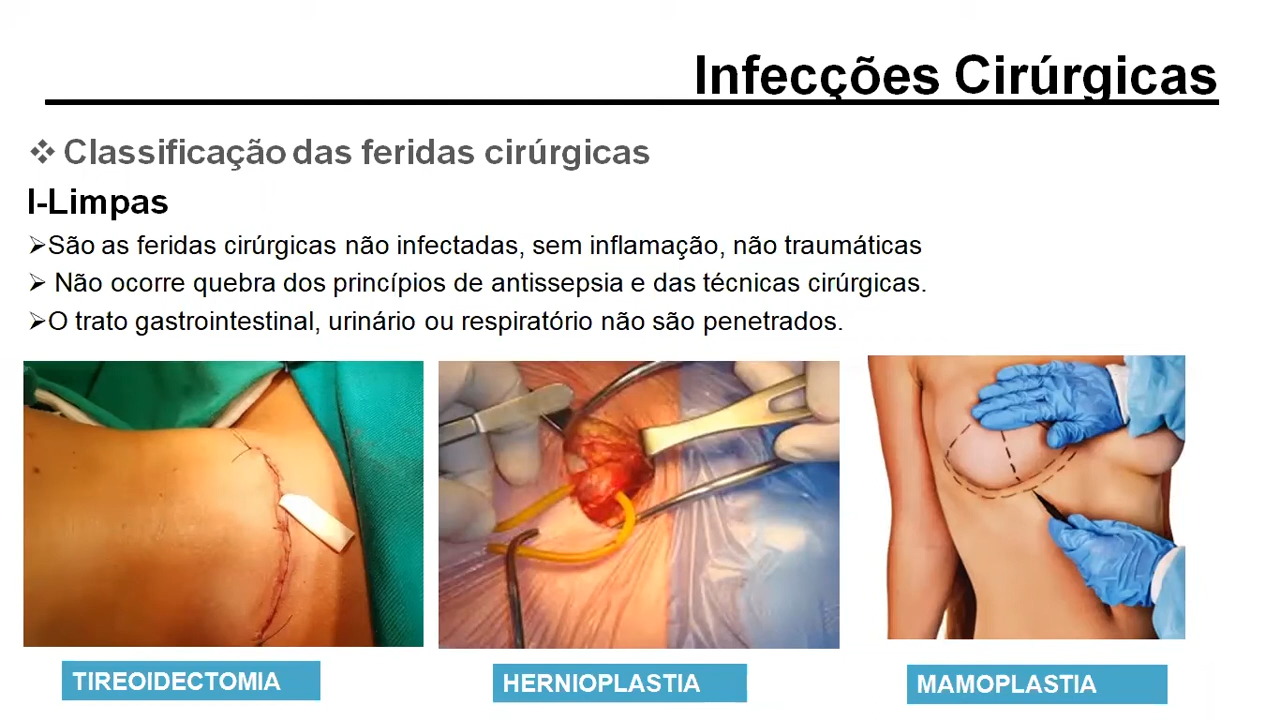 Infecções Cirúrgicas
❖ Classificação das feridas cirúrgicas
I-Limpas
➢São as feridas cirúrgicas não infectadas, sem inflamação, não traumáticas
➢ Não ocorre quebra dos princípios de antissepsia e das técnicas cirúrgicas.
➢O trato gastrointestinal, urinário ou respiratório não são penetrados.
TIREOIDECTOMIA
HERNIOPLASTIA
MAMOPLASTIA